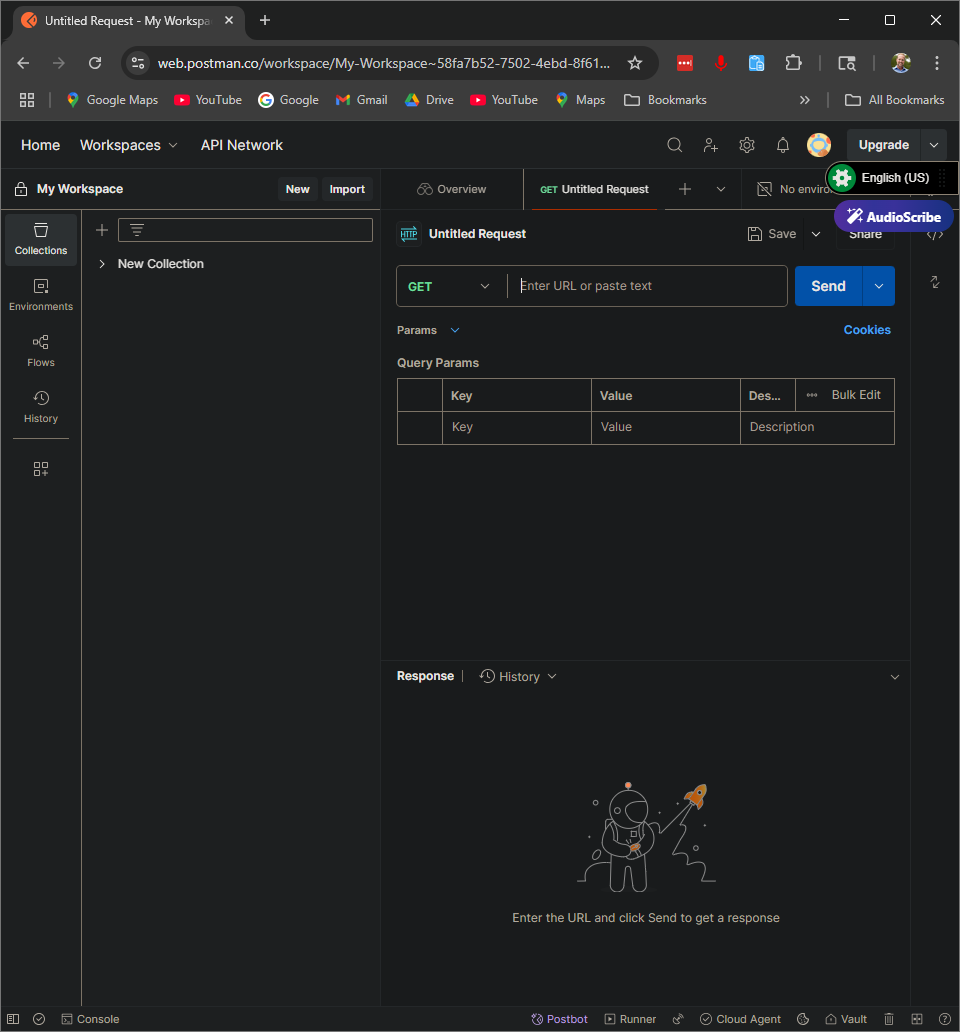 Untitled Request - My Workspa
web.postman.co/workspace/My-Workspace~58fa7b52-7502-4ebd-8f61...
Google Maps YouTube Google Gmail Drive YouTube Maps Bookmarks » All Bookmarks
Home Workspaces API Network Upgrade
English (US)
My Workspace New Import Overview GET Untitled Request No enviro
AudioScribe
Collections
HTTP Untitled Request Save Share </>
New Collection
Environments
GET Enter URL or paste text Send
Params Cookies
Flows
Query Params
Key Value Des... Bulk Edit
History
Key Value Description
Response History
Enter the URL and click Send to get a response
Console Postbot Runner Cloud Agent Vault